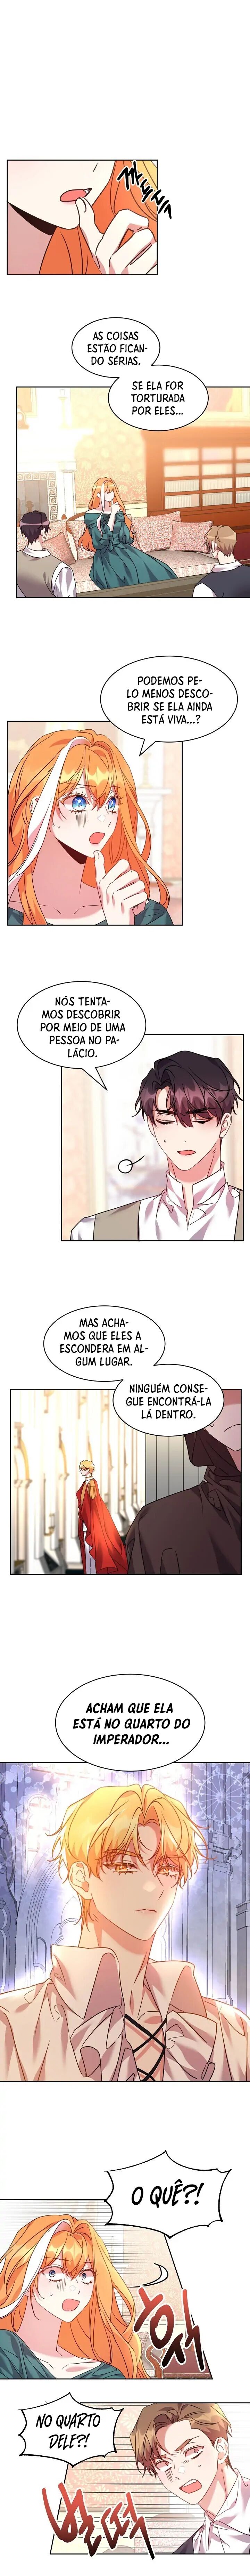 AS COISAS
ESTÃO FICAN-
DO SÉRIAS.
SE ELA FOR
TORTURADA
POR ELES...
PODEMOS PE-
LO MENOS DESCO-
BRIR SE ELA AINDA
ESTÁ VIVA...?
NÓS TENTA-
MOS DESCOBRIR
POR MEIO DE UMA
PESSOA NO PA-
LÁCIO.
MAS ACHA-
MOS QUE ELES A
ESCONDERA EM AL-
GUM LUGAR.
NINGUÉM CONSE-
GUE ENCONTRÁ-LA
LÁ DENTRO.
ACHAM QUE ELA
ESTÁ NO QUARTO DO
IMPERADOR...
O QUÊ?!
NO QUARTO
DELE?!